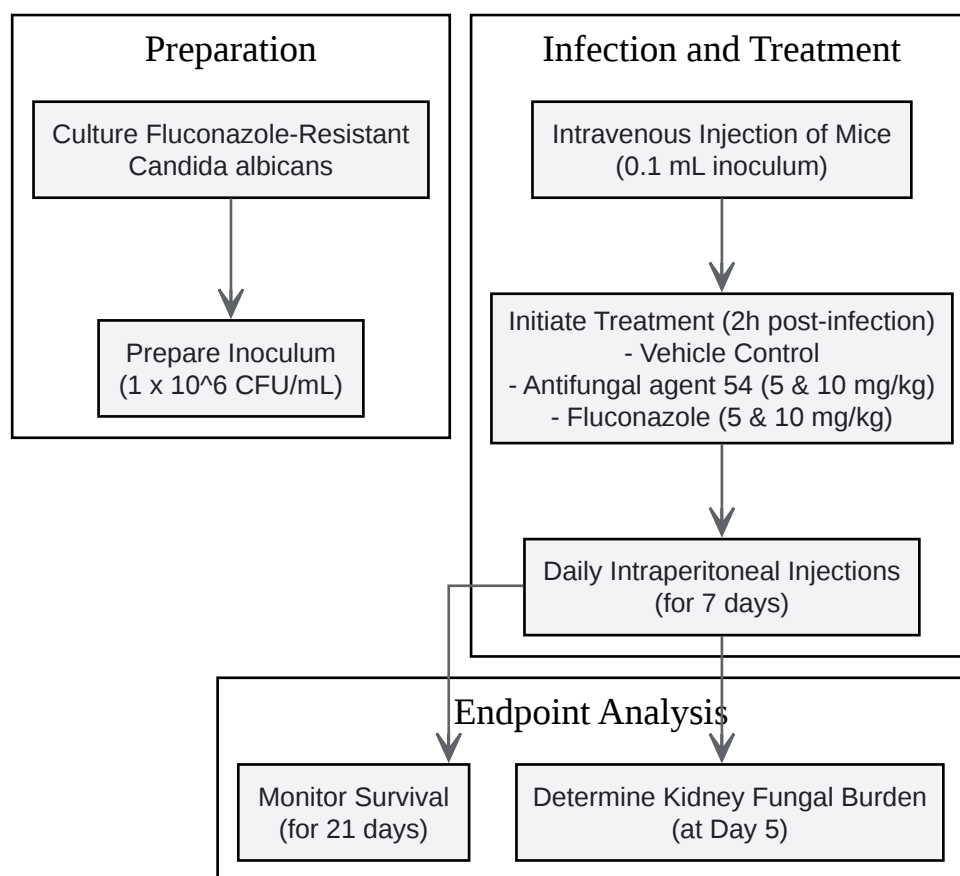 Preparation
Culture Fluconazole-Resistant
Candida albicans
Prepare Inoculum
(1 x 10^6 CFU/mL)
Infection and Treatment
Intravenous Injection of Mice
(0.1 mL inoculum)
Initiate Treatment (2h post-infection)
- Vehicle Control
- Antifungal agent 54 (5 & 10 mg/kg)
- Fluconazole (5 & 10 mg/kg)
Daily Intraperitoneal Injections
(for 7 days)
Endpoint Analysis
Monitor Survival
(for 21 days)
Determine Kidney Fungal Burden
(at Day 5)